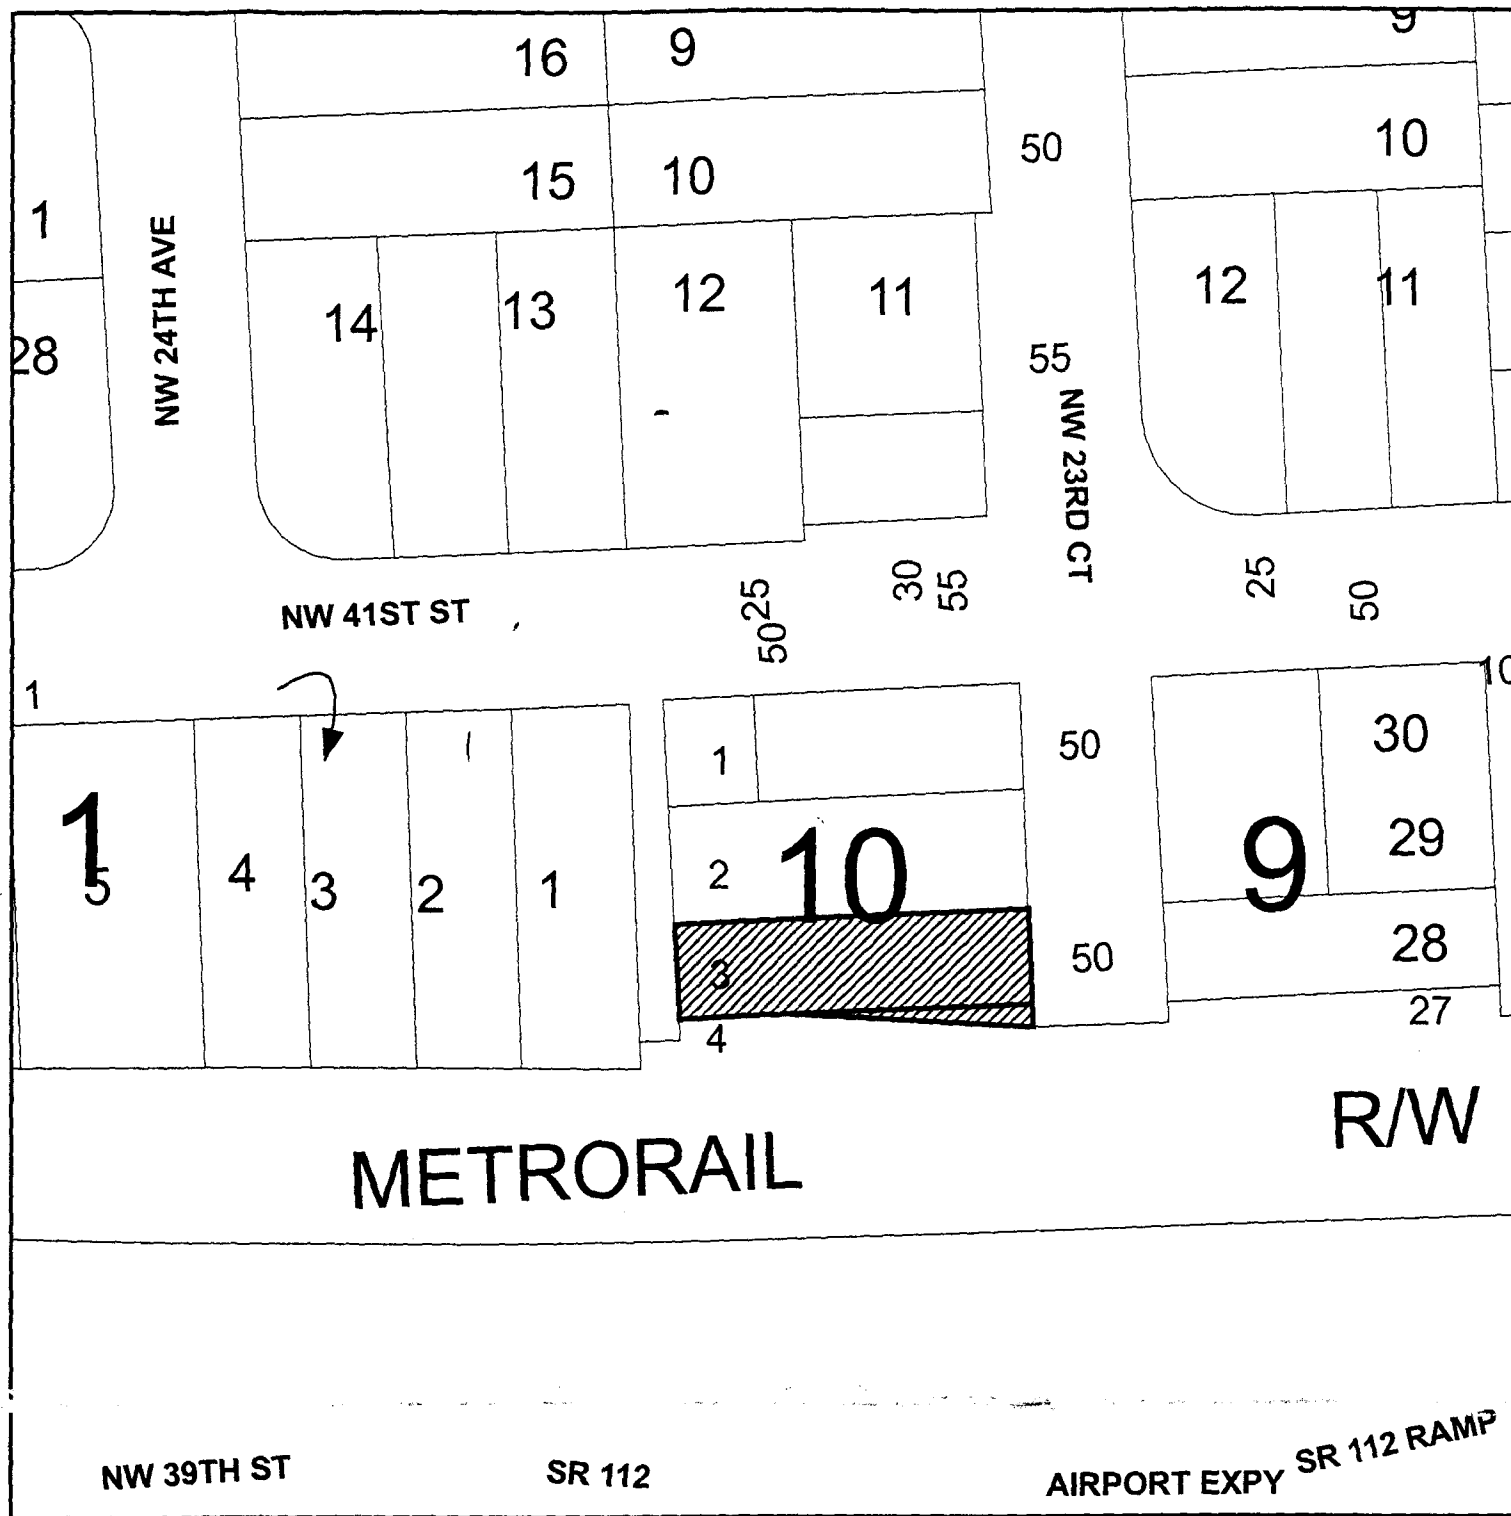 16 9 9
15 10 50 10
1
NW 24TH AVE
14 13 12 11 12 11
28
55
NW 23RD CT
25 30 55 25 50
50
NW 41ST ST
1
10
1 50 30
1 10 9 29
5 4 3 2 1 2
3 50 28
4 27
R/W
METRORAIL
NW 39TH ST SR 112 AIRPORT EXPY SR 112 RAMP